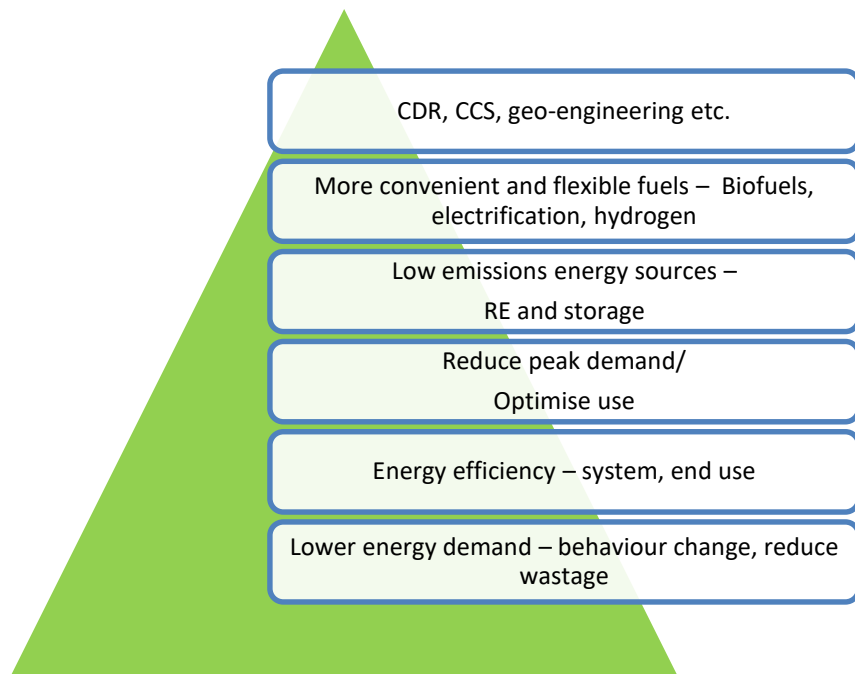 CDR, CCS, geo-engineering etc.
More convenient and flexible fuels – Biofuels,
electrification, hydrogen
Low emissions energy sources –
RE and storage
Reduce peak demand/
Optimise use
Energy efficiency – system, end use
Lower energy demand – behaviour change, reduce
wastage